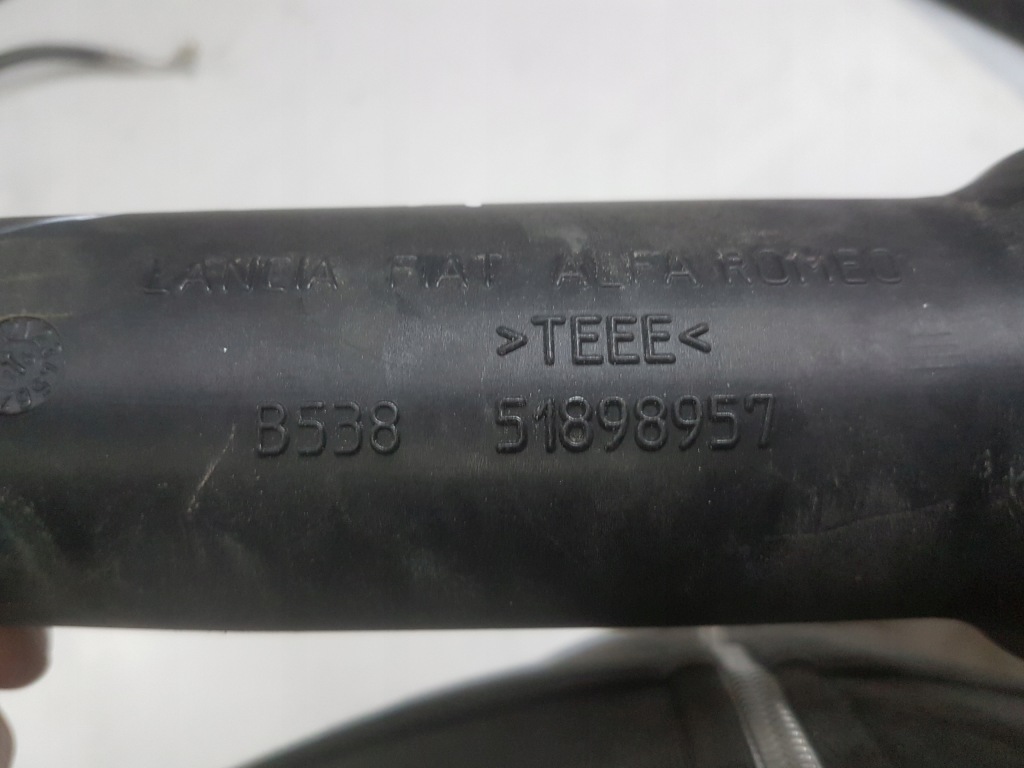 LANCIA FIAT ALFA ROMEO
>TEEE<
B538 51898957